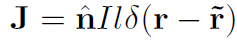 𝐉 = n̂Ilδ(𝐫 − 𝐫̃)